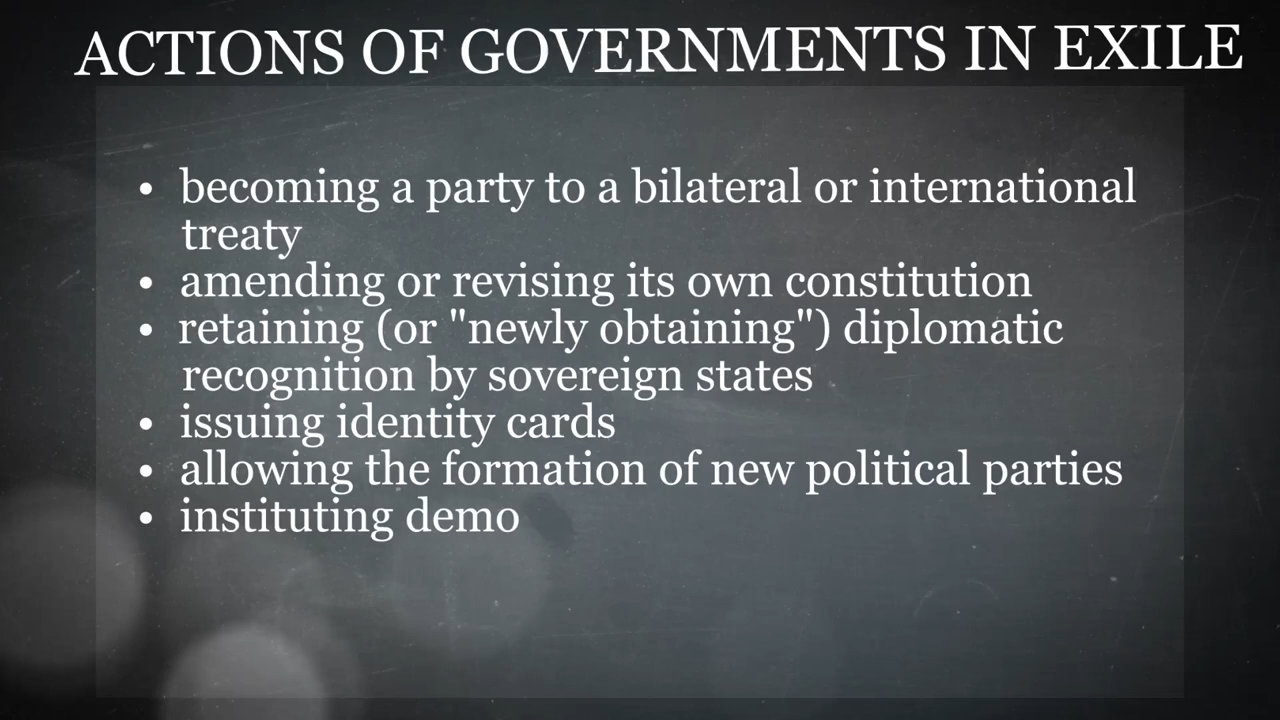 ACTIONS OF GOVERNMENTS IN EXILE
• becoming a party to a bilateral or international
treaty
• amending or revising its own constitution
• retaining (or "newly obtaining") diplomatic
recognition by sovereign states
• issuing identity cards
• allowing the formation of new political parties
• instituting demo